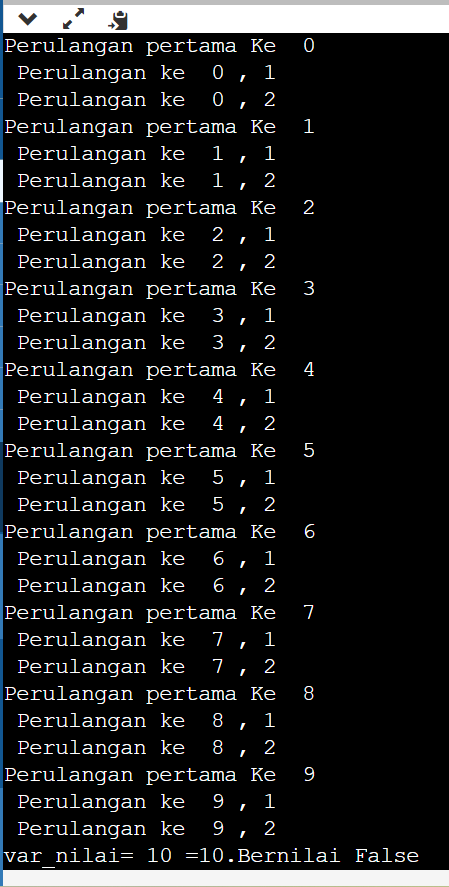 Perulangan pertama Ke  0
 Perulangan ke  0 , 1
 Perulangan ke  0 , 2
Perulangan pertama Ke  1
 Perulangan ke  1 , 1
 Perulangan ke  1 , 2
Perulangan pertama Ke  2
 Perulangan ke  2 , 1
 Perulangan ke  2 , 2
Perulangan pertama Ke  3
 Perulangan ke  3 , 1
 Perulangan ke  3 , 2
Perulangan pertama Ke  4
 Perulangan ke  4 , 1
 Perulangan ke  4 , 2
Perulangan pertama Ke  5
 Perulangan ke  5 , 1
 Perulangan ke  5 , 2
Perulangan pertama Ke  6
 Perulangan ke  6 , 1
 Perulangan ke  6 , 2
Perulangan pertama Ke  7
 Perulangan ke  7 , 1
 Perulangan ke  7 , 2
Perulangan pertama Ke  8
 Perulangan ke  8 , 1
 Perulangan ke  8 , 2
Perulangan pertama Ke  9
 Perulangan ke  9 , 1
 Perulangan ke  9 , 2
var_nilai= 10 =10.Bernilai False